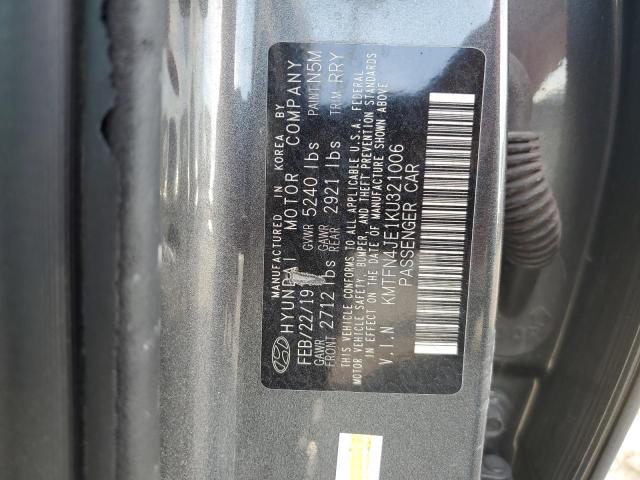 MANUFACTURED IN KOREA BY
HYUNDAI MOTOR COMPANY PAINT: N5M
FEB/22/19 GVWR 5240 lbs TRIM RRY
GAWR FRONT 2712 lbs GAWR REAR 2921 lbs
THIS VEHICLE CONFORMS TO ALL APPLICABLE U.S.A. FEDERAL
MOTOR VEHICLE SAFETY, BUMPER, AND THEFT PREVENTION STANDARDS
IN EFFECT ON THE DATE OF MANUFACTURE SHOWN ABOVE
V.I.N KMTFN4JE1KU321006
PASSENGER CAR